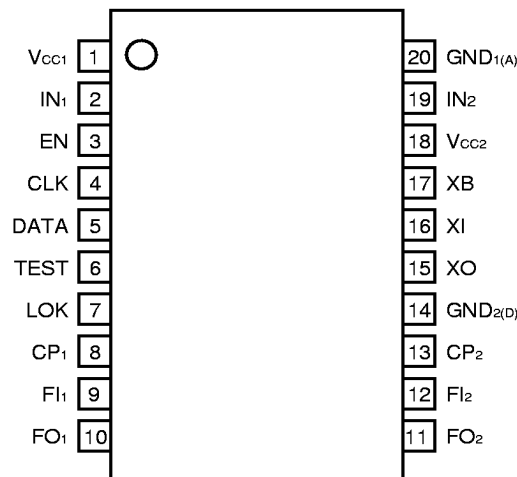 VCC1 1 20 GND1(A)
IN1 2 19 IN2
EN 3 18 VCC2
CLK 4 17 XB
DATA 5 16 XI
TEST 6 15 XO
LOK 7 14 GND2(D)
CP1 8 13 CP2
FI1 9 12 FI2
FO1 10 11 FO2